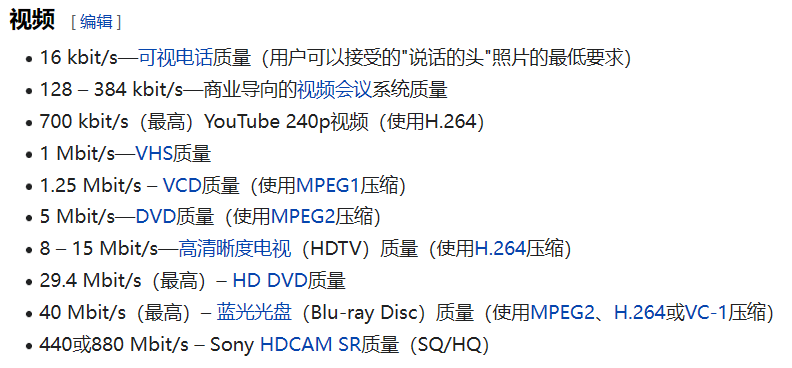 视频 [编辑]
16 kbit/s—可视电话质量（用户可以接受的"说话的头"照片的最低要求）
128 – 384 kbit/s—商业导向的视频会议系统质量
700 kbit/s（最高）YouTube 240p视频（使用H.264）
1 Mbit/s—VHS质量
1.25 Mbit/s – VCD质量（使用MPEG1压缩）
5 Mbit/s—DVD质量（使用MPEG2压缩）
8 – 15 Mbit/s—高清晰度电视（HDTV）质量（使用H.264压缩）
29.4 Mbit/s（最高）– HD DVD质量
40 Mbit/s（最高）– 蓝光光盘（Blu-ray Disc）质量（使用MPEG2、H.264或VC-1压缩）
440或880 Mbit/s – Sony HDCAM SR质量（SQ/HQ）